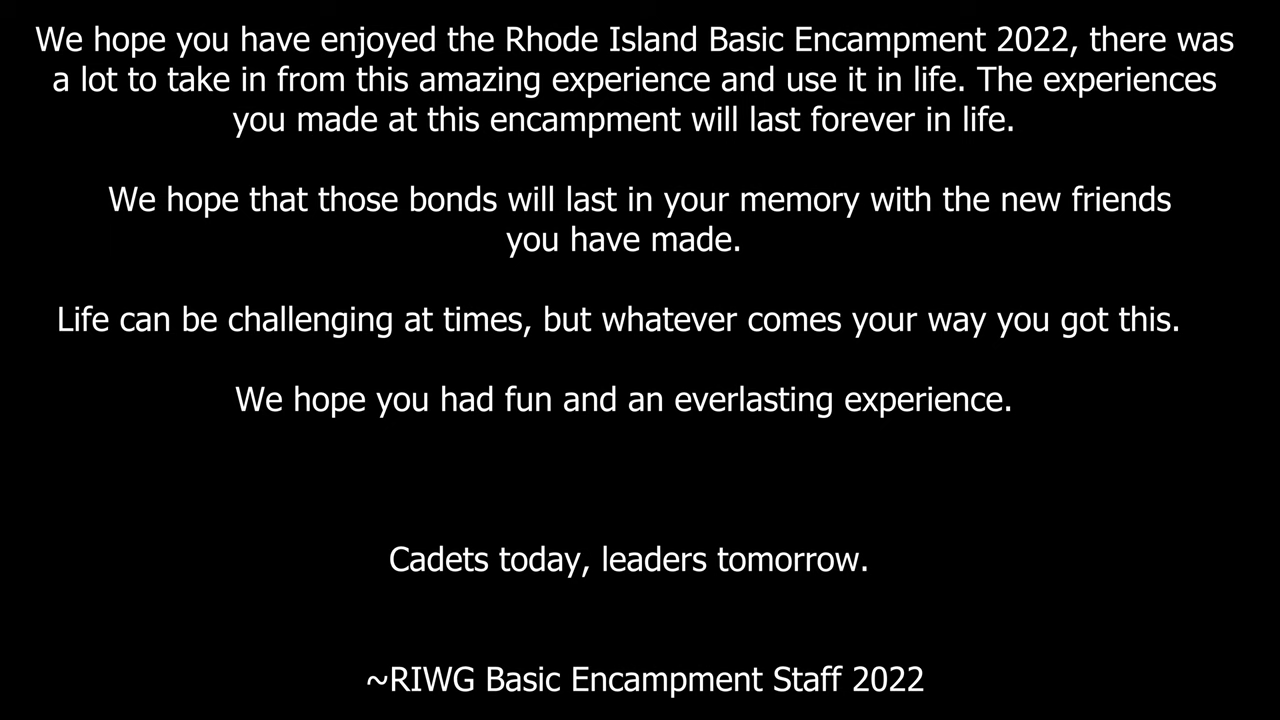 We hope you have enjoyed the Rhode Island Basic Encampment 2022, there was
a lot to take in from this amazing experience and use it in life. The experiences
you made at this encampment will last forever in life.
We hope that those bonds will last in your memory with the new friends
you have made.
Life can be challenging at times, but whatever comes your way you got this.
We hope you had fun and an everlasting experience.
Cadets today, leaders tomorrow.
~RIWG Basic Encampment Staff 2022